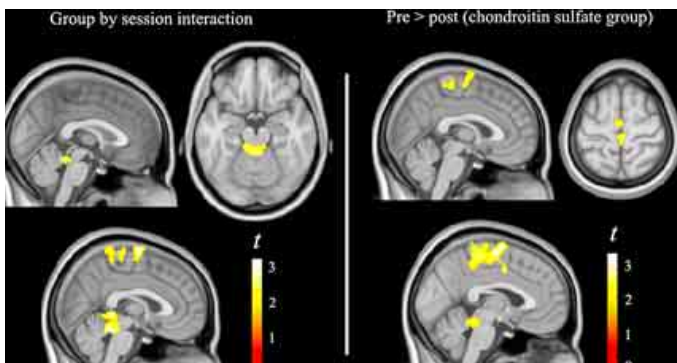 Group by session interaction
Pre > post (chondroitin sulfate group)
t
3
2
1
t
3
2
1